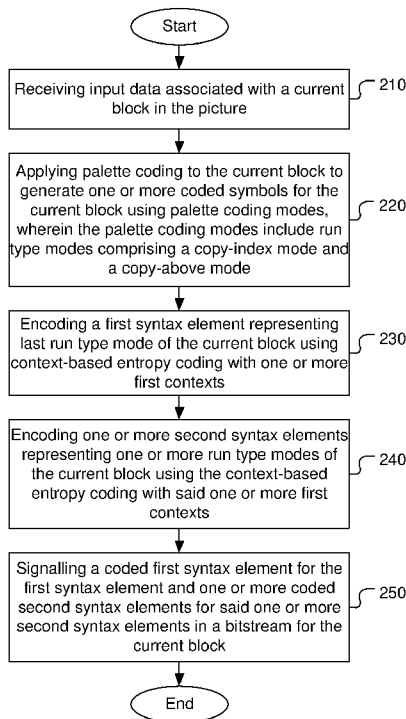 Start
Receiving input data associated with a current
block in the picture
210
Applying palette coding to the current block to
generate one or more coded symbols for the
current block using palette coding modes,
wherein the palette coding modes include run
type modes comprising a copy-index mode and
a copy-above mode
220
Encoding a first syntax element representing
last run type mode of the current block using
context-based entropy coding with one or more
first contexts
230
Encoding one or more second syntax elements
representing one or more run type modes of
the current block using the context-based
entropy coding with said one or more first
contexts
240
Signalling a coded first syntax element for the
first syntax element and one or more coded
second syntax elements for said one or more
second syntax elements in a bitstream for the
current block
250
End